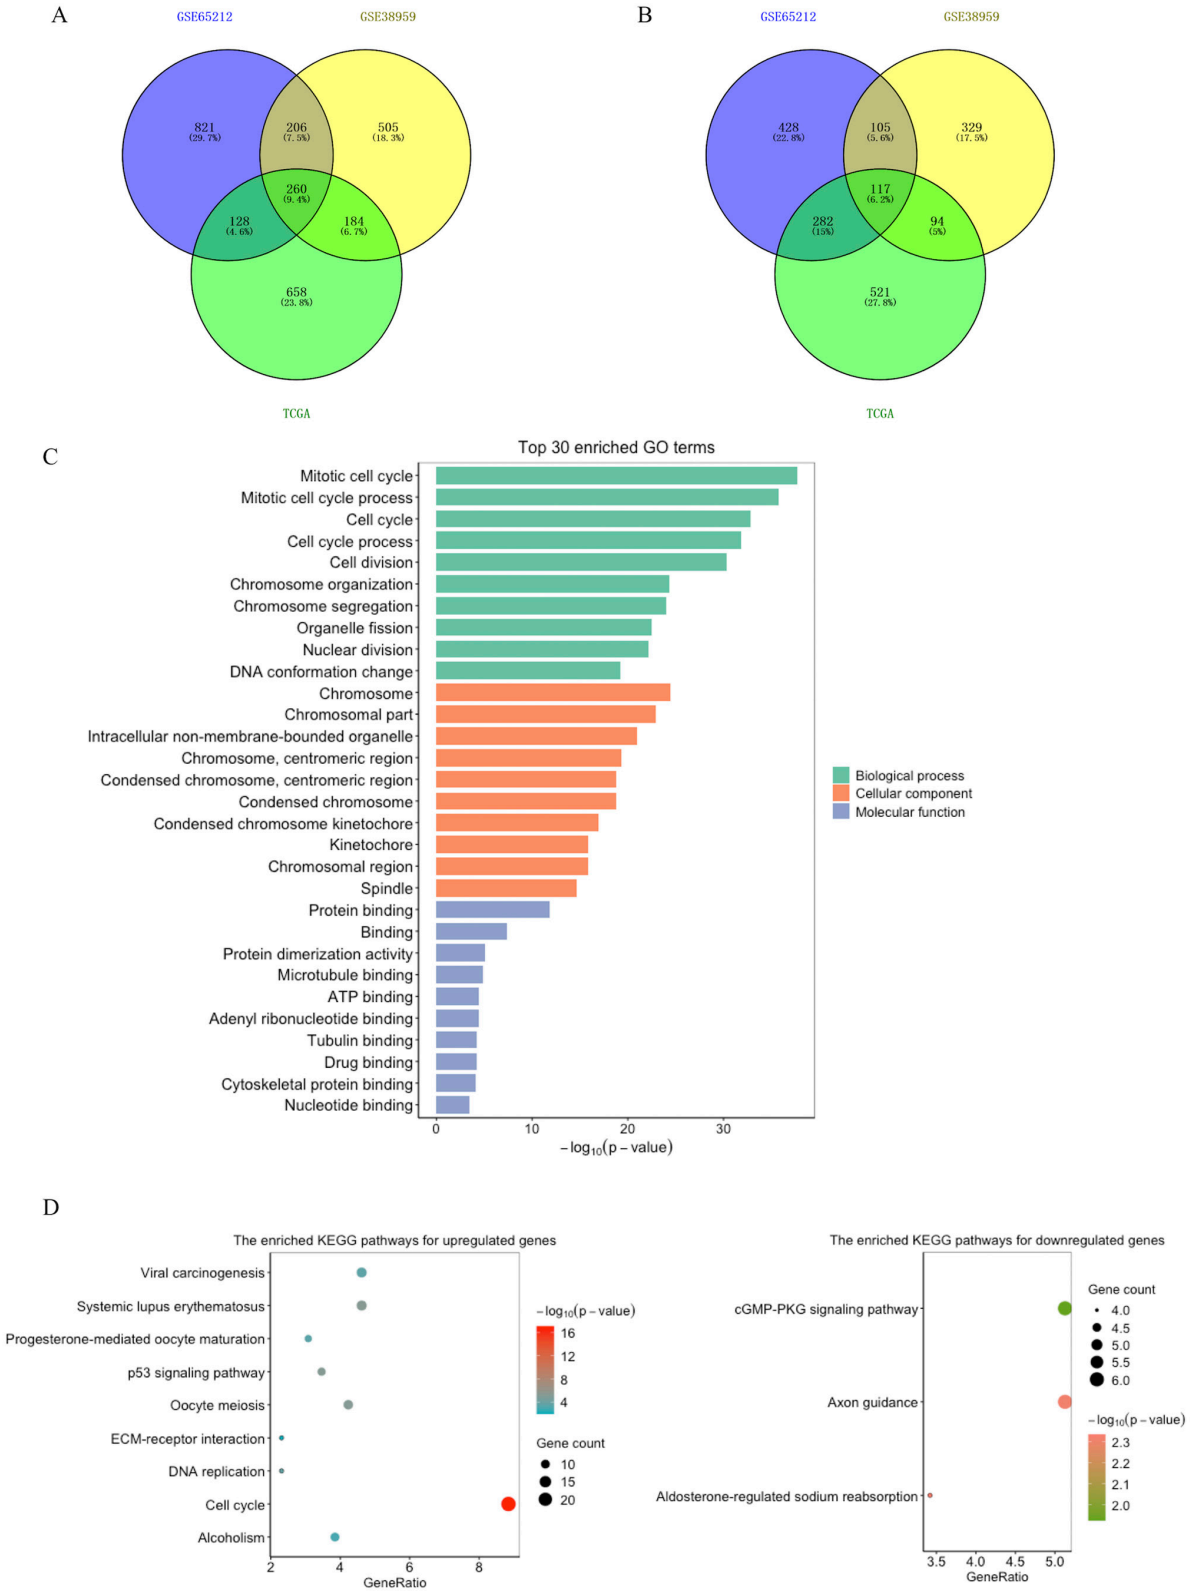 A
B
GSE65212
GSE38959
GSE65212
GSE38959
821
(29.7%)
206
(7.5%)
505
(18.3%)
260
(9.4%)
128
(4.6%)
184
(6.7%)
658
(23.8%)
TCGA
428
(22.8%)
105
(5.6%)
329
(17.5%)
117
(6.2%)
282
(15%)
94
(5%)
521
(27.8%)
TCGA
C
Top 30 enriched GO terms
Mitotic cell cycle
Mitotic cell cycle process
Cell cycle
Cell cycle process
Cell division
Chromosome organization
Chromosome segregation
Organelle fission
Nuclear division
DNA conformation change
Chromosome
Chromosomal part
Intracellular non-membrane-bounded organelle
Chromosome, centromeric region
Condensed chromosome, centromeric region
Condensed chromosome
Condensed chromosome kinetochore
Kinetochore
Chromosomal region
Spindle
Protein binding
Binding
Protein dimerization activity
Microtubule binding
ATP binding
Adenyl ribonucleotide binding
Tubulin binding
Drug binding
Cytoskeletal protein binding
Nucleotide binding
0 10 20 30
−log10(p−value)
Biological process
Cellular component
Molecular function
D
The enriched KEGG pathways for upregulated genes
Viral carcinogenesis
Systemic lupus erythematosus
Progesterone-mediated oocyte maturation
p53 signaling pathway
Oocyte meiosis
ECM-receptor interaction
DNA replication
Cell cycle
Alcoholism
2 4 6 8
GeneRatio
−log10(p−value)
16
12
8
4
Gene count
10
15
20
The enriched KEGG pathways for downregulated genes
cGMP-PKG signaling pathway
Axon guidance
Aldosterone-regulated sodium reabsorption
3.5 4.0 4.5 5.0
GeneRatio
Gene count
4.0
4.5
5.0
5.5
6.0
−log10(p−value)
2.3
2.2
2.1
2.0